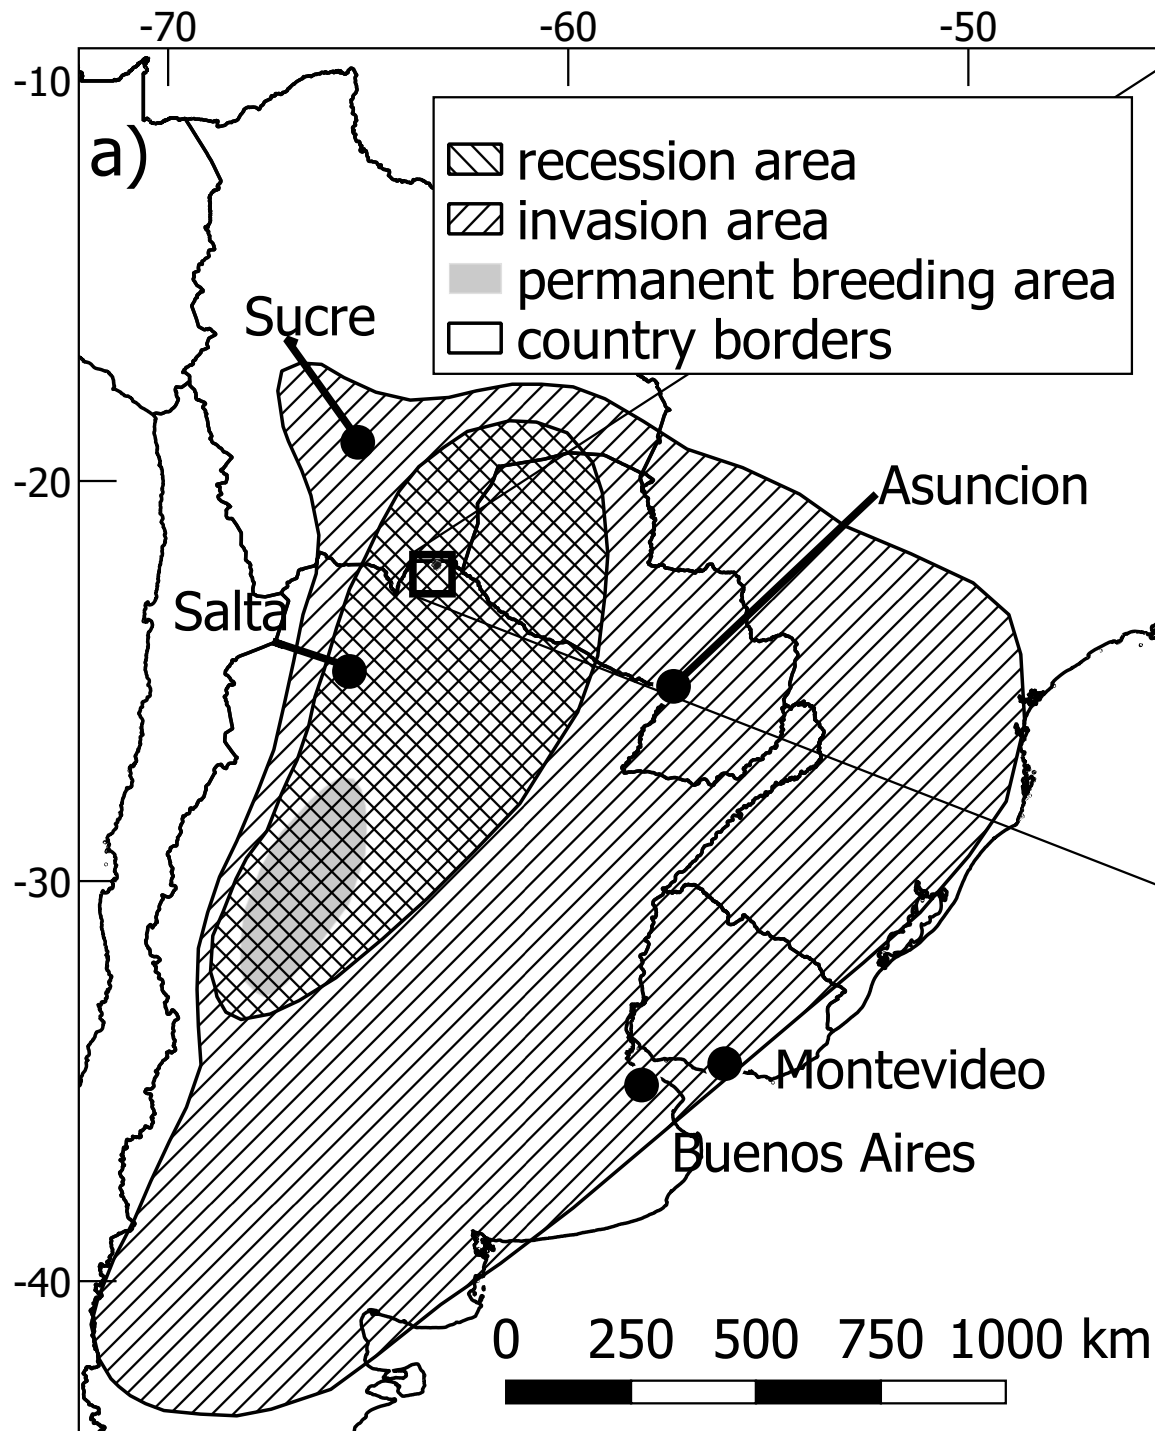 -70 -60 -50
-10
a)
recession area
invasion area
permanent breeding area
country borders
Sucre
-20
Asuncion
Salta
-30
Montevideo
Buenos Aires
-40
0 250 500 750 1000 km